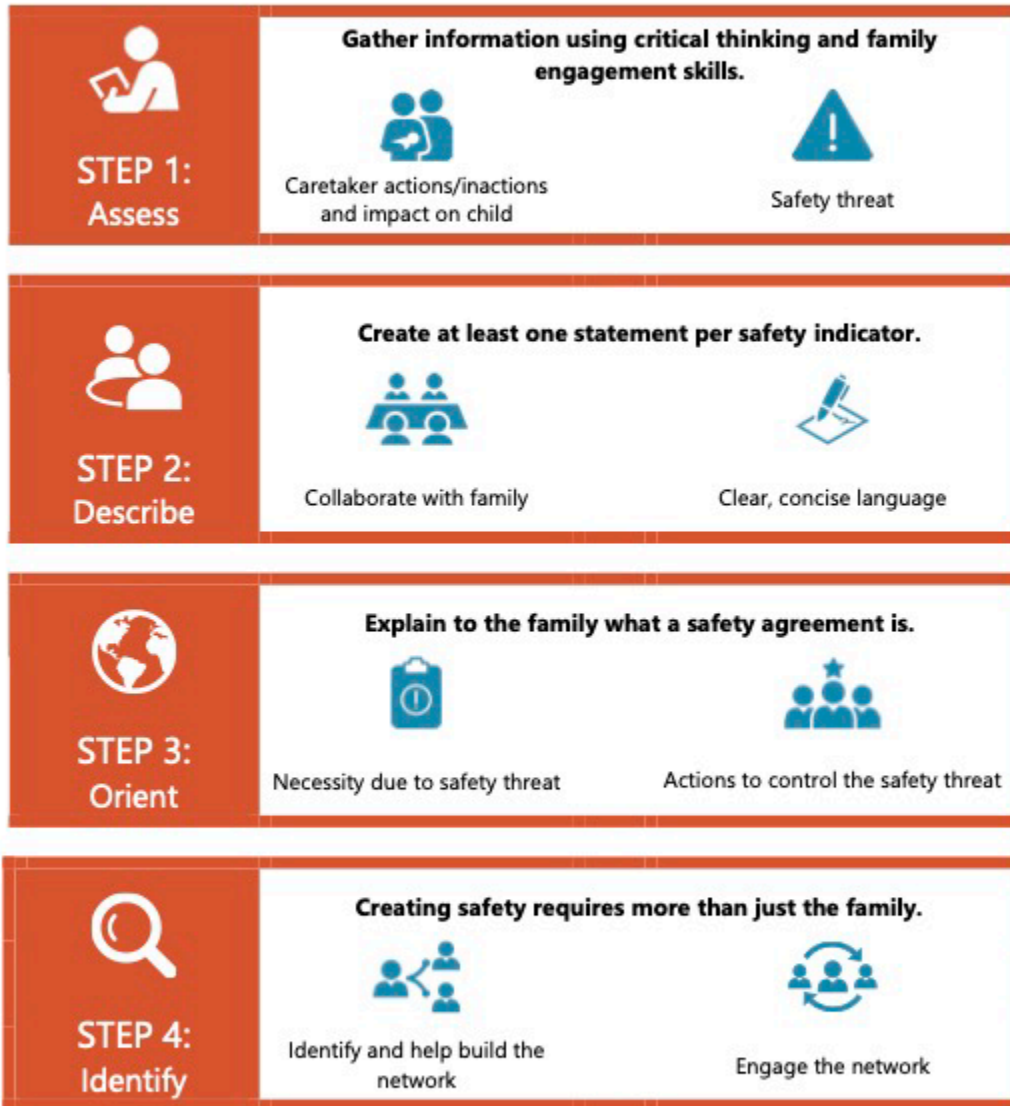 Gather information using critical thinking and family
engagement skills.
STEP 1:
Assess
Caretaker actions/inactions
and impact on child
Safety threat
Create at least one statement per safety indicator.
STEP 2:
Describe
Collaborate with family
Clear, concise language
Explain to the family what a safety agreement is.
STEP 3:
Orient
Necessity due to safety threat
Actions to control the safety threat
Creating safety requires more than just the family.
STEP 4:
Identify
Identify and help build the
network
Engage the network